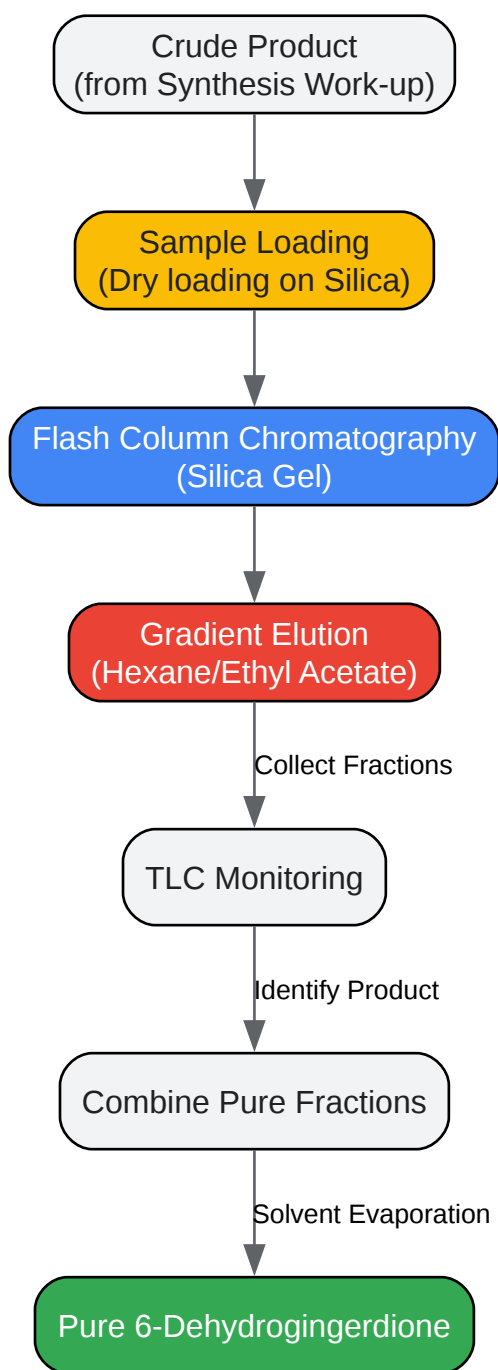 Crude Product
(from Synthesis Work-up)
Sample Loading
(Dry loading on Silica)
Flash Column Chromatography
(Silica Gel)
Gradient Elution
(Hexane/Ethyl Acetate)
Collect Fractions
TLC Monitoring
Identify Product
Combine Pure Fractions
Solvent Evaporation
Pure 6-Dehydrogingerdione